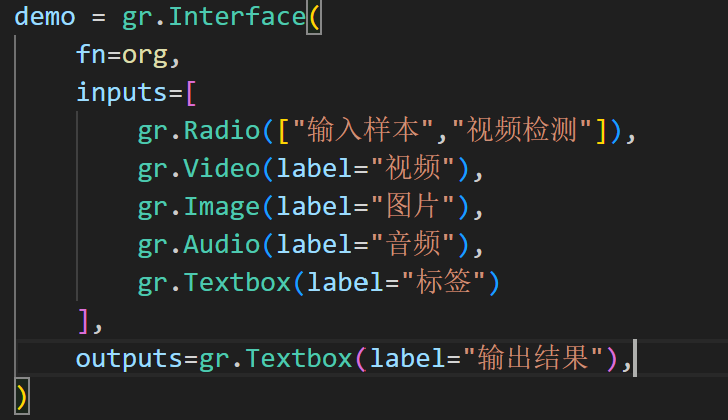 demo = gr.Interface(
    fn=org,
    inputs=[
        gr.Radio(["输入样本","视频检测"]),
        gr.Video(label="视频"),
        gr.Image(label="图片"),
        gr.Audio(label="音频"),
        gr.Textbox(label="标签")
    ],
    outputs=gr.Textbox(label="输出结果"),
)